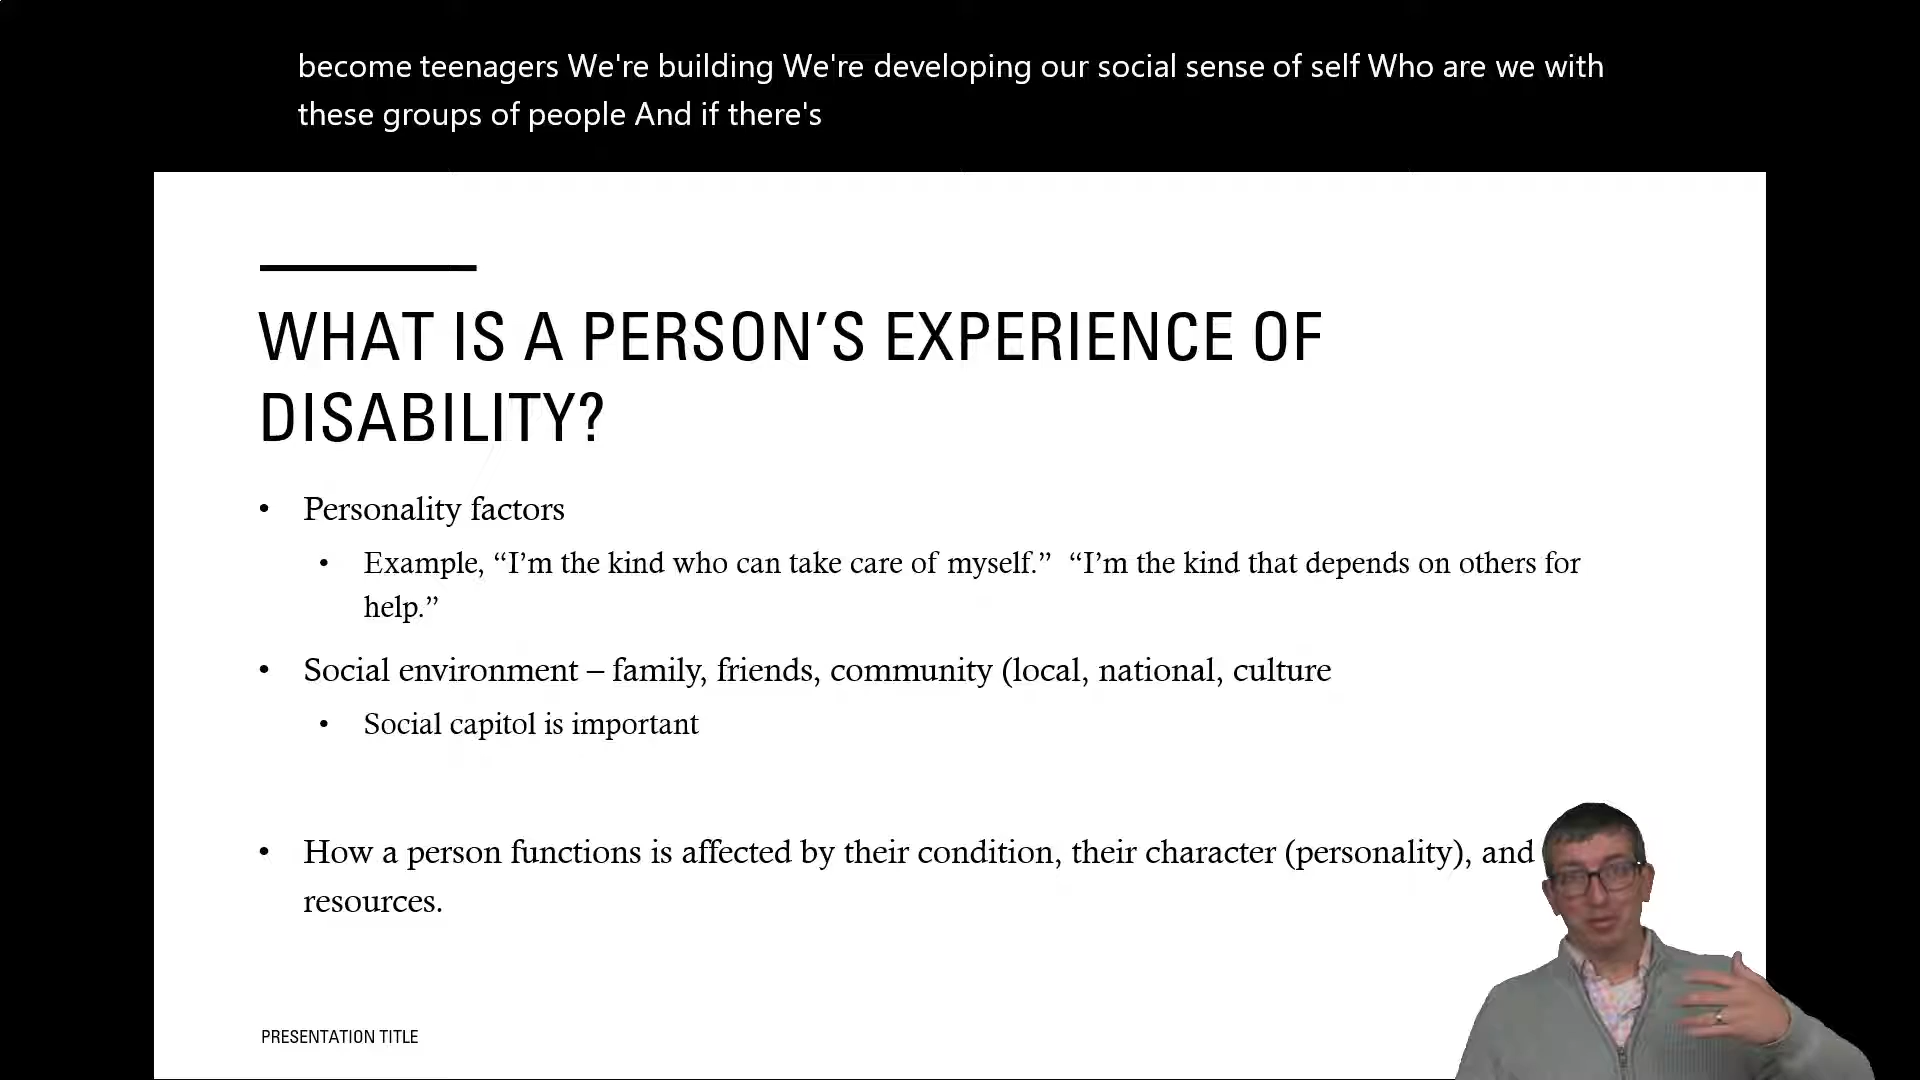 become teenagers We're building We're developing our social sense of self Who are we with
these groups of people And if there's
WHAT IS A PERSON’S EXPERIENCE OF
DISABILITY?
• Personality factors
• Example, “I’m the kind who can take care of myself.” “I’m the kind that depends on others for
help.”
• Social environment – family, friends, community (local, national, culture
• Social capitol is important
• How a person functions is affected by their condition, their character (personality), and
resources.
PRESENTATION TITLE